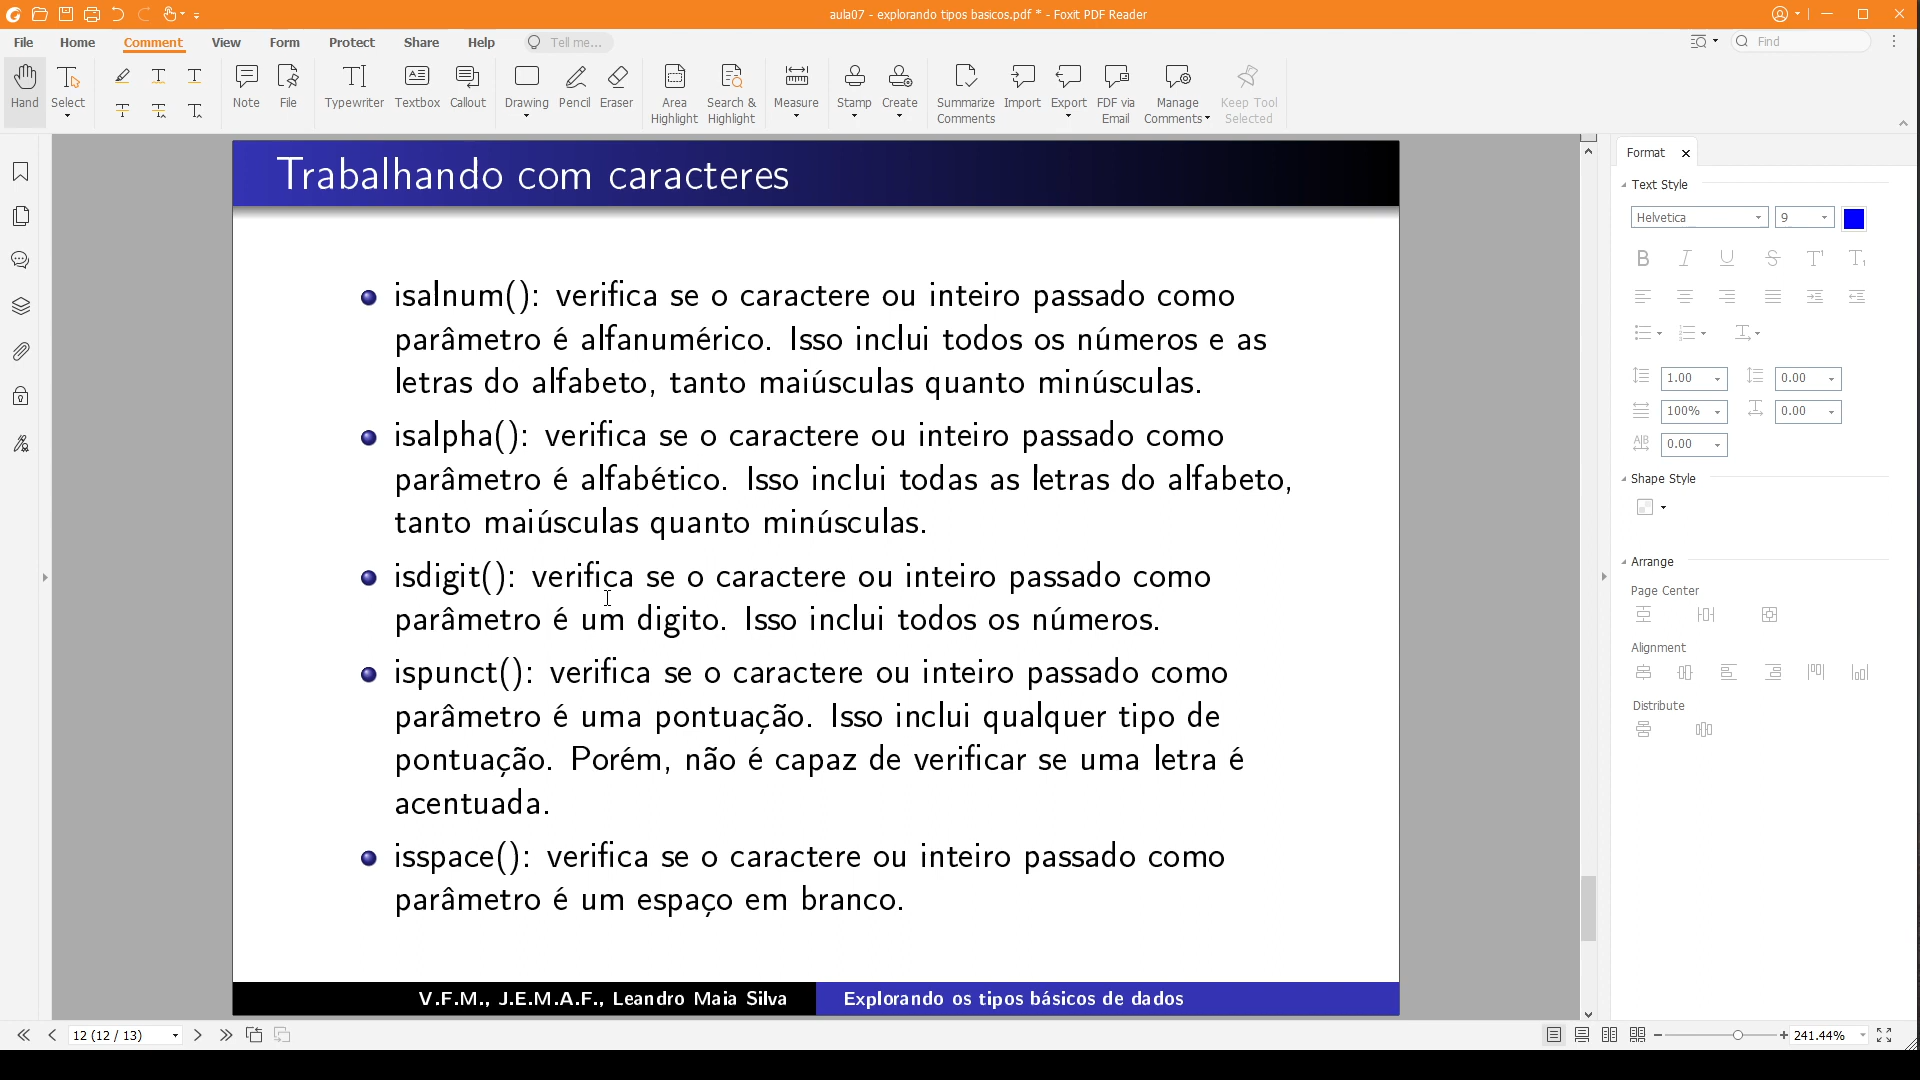 aula07 - explorando tipos basicos.pdf * - Foxit PDF Reader
File Home Comment View Form Protect Share Help Tell me... Find
Hand Select Note File Typewriter Textbox Callout Drawing Pencil Eraser Area Highlight Search & Highlight Measure Stamp Create Summarize Comments Import Export FDF via Email Manage Comments Keep Tool Selected
Trabalhando com caracteres
isalnum(): verifica se o caractere ou inteiro passado como
parâmetro é alfanumérico. Isso inclui todos os números e as
letras do alfabeto, tanto maiúsculas quanto minúsculas.
isalpha(): verifica se o caractere ou inteiro passado como
parâmetro é alfabético. Isso inclui todas as letras do alfabeto,
tanto maiúsculas quanto minúsculas.
isdigit(): verifica se o caractere ou inteiro passado como
parâmetro é um digito. Isso inclui todos os números.
ispunct(): verifica se o caractere ou inteiro passado como
parâmetro é uma pontuação. Isso inclui qualquer tipo de
pontuação. Porém, não é capaz de verificar se uma letra é
acentuada.
isspace(): verifica se o caractere ou inteiro passado como
parâmetro é um espaço em branco.
V.F.M., J.E.M.A.F., Leandro Maia Silva Explorando os tipos básicos de dados
Format
Text Style
Helvetica 9
1.00 0.00
100% 0.00
0.00
Shape Style
Arrange
Page Center
Alignment
Distribute
12 (12 / 13) 241.44%